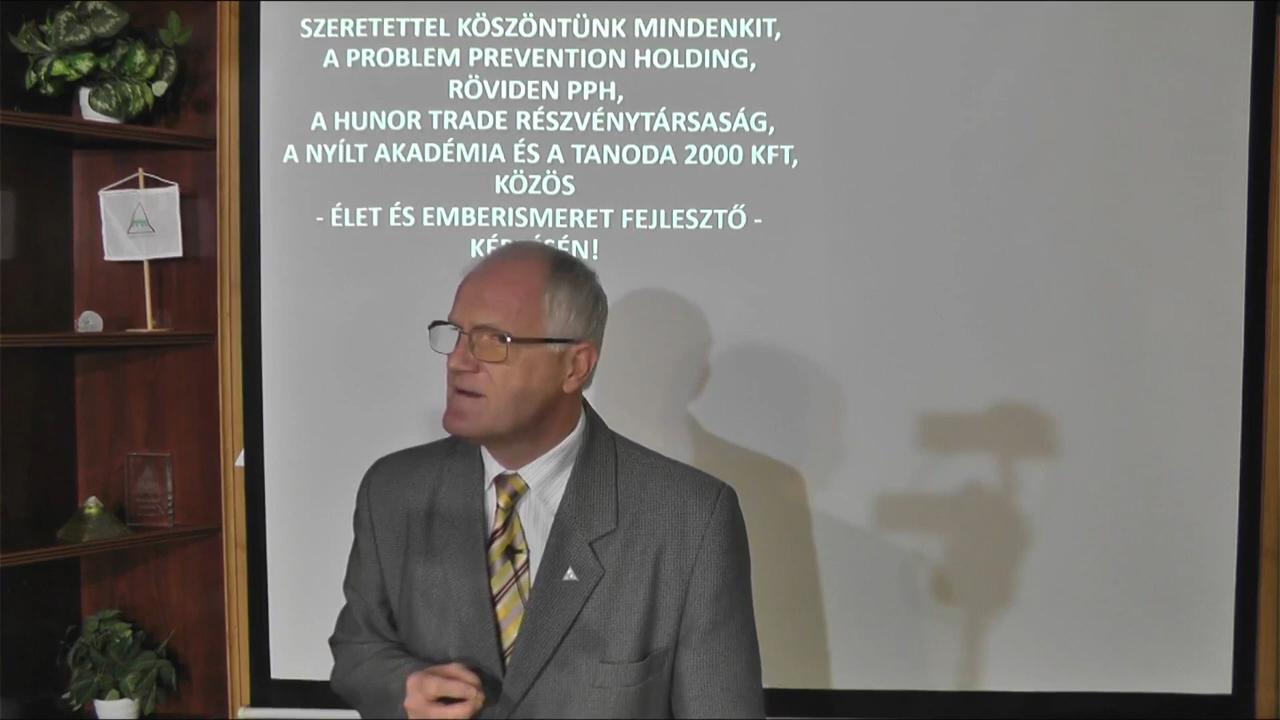 SZERETETTEL KÖSZÖNTÜNK MINDENKIT,
A PROBLEM PREVENTION HOLDING,
RÖVIDEN PPH,
A HUNOR TRADE RÉSZVÉNYTÁRSASÁG,
A NYÍLT AKADÉMIA ÉS A TANODA 2000 KFT,
KÖZÖS
- ÉLET ÉS EMBERISMERET FEJLESZTŐ -